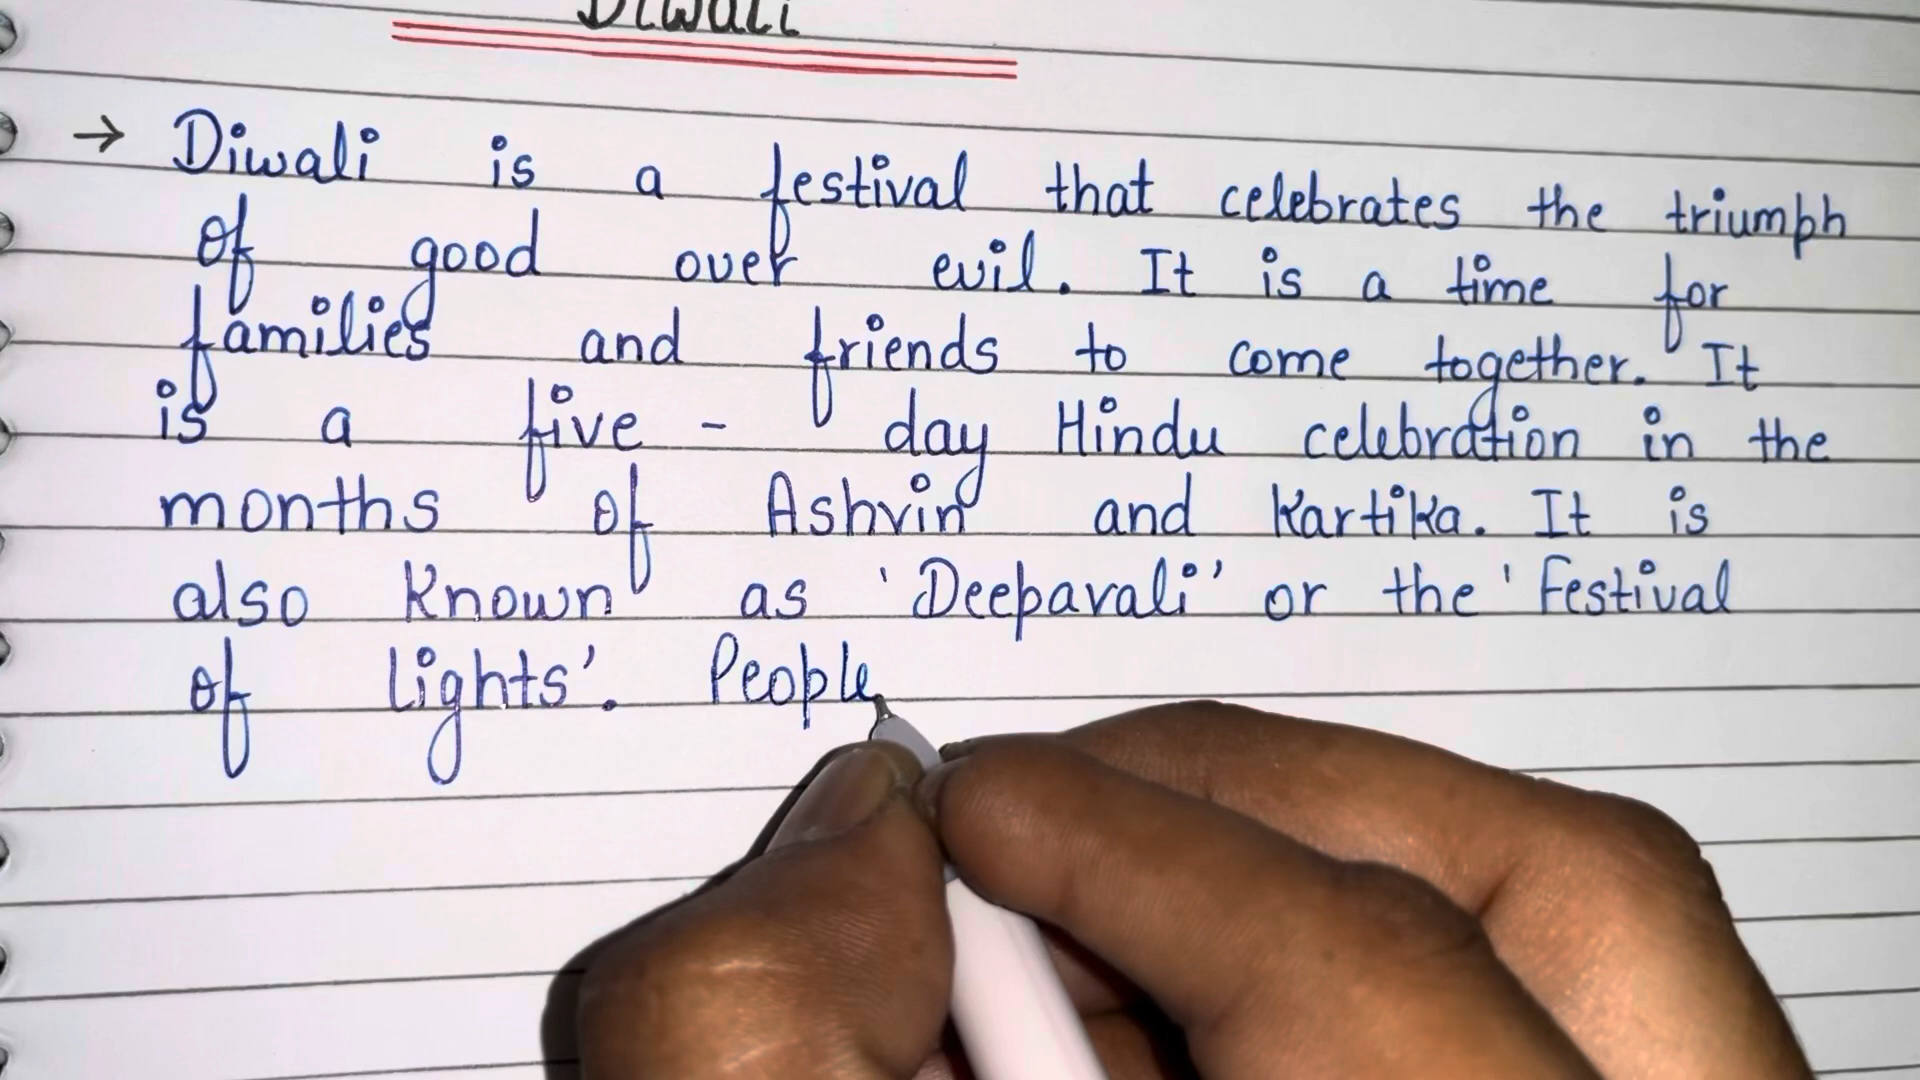 Diwali
→ Diwali is a festival that celebrates the triumph
of good over evil. It is a time for
families and friends to come together. It
is a five - day Hindu celebration in the
months of Ashvin and Kartika. It is
also known as 'Deepavali' or the 'Festival
of lights'. People